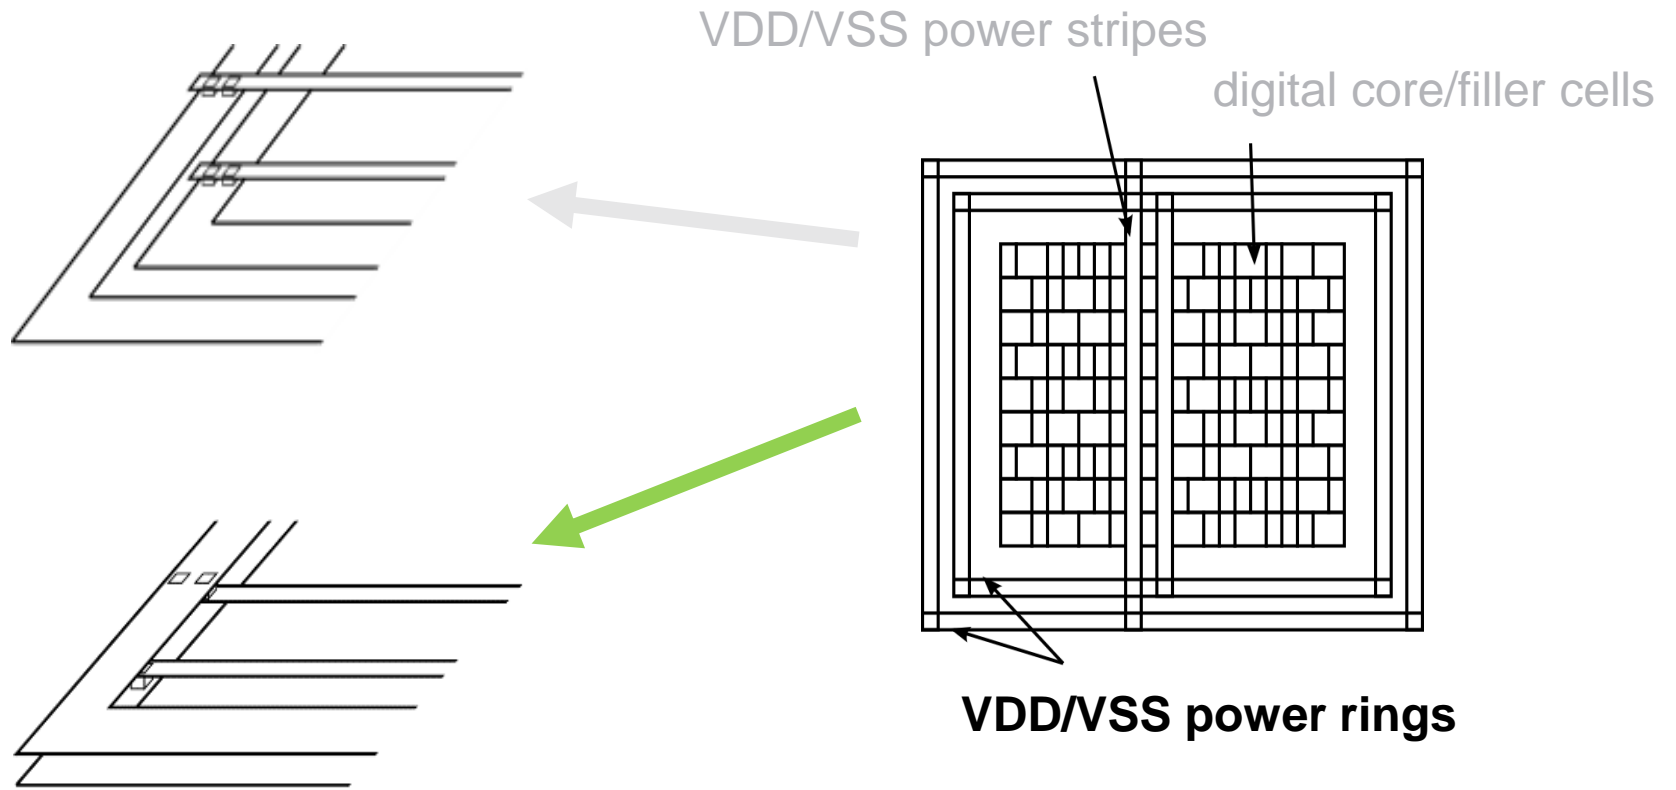 VDD/VSS power stripes
digital core/filler cells
VDD/VSS power rings